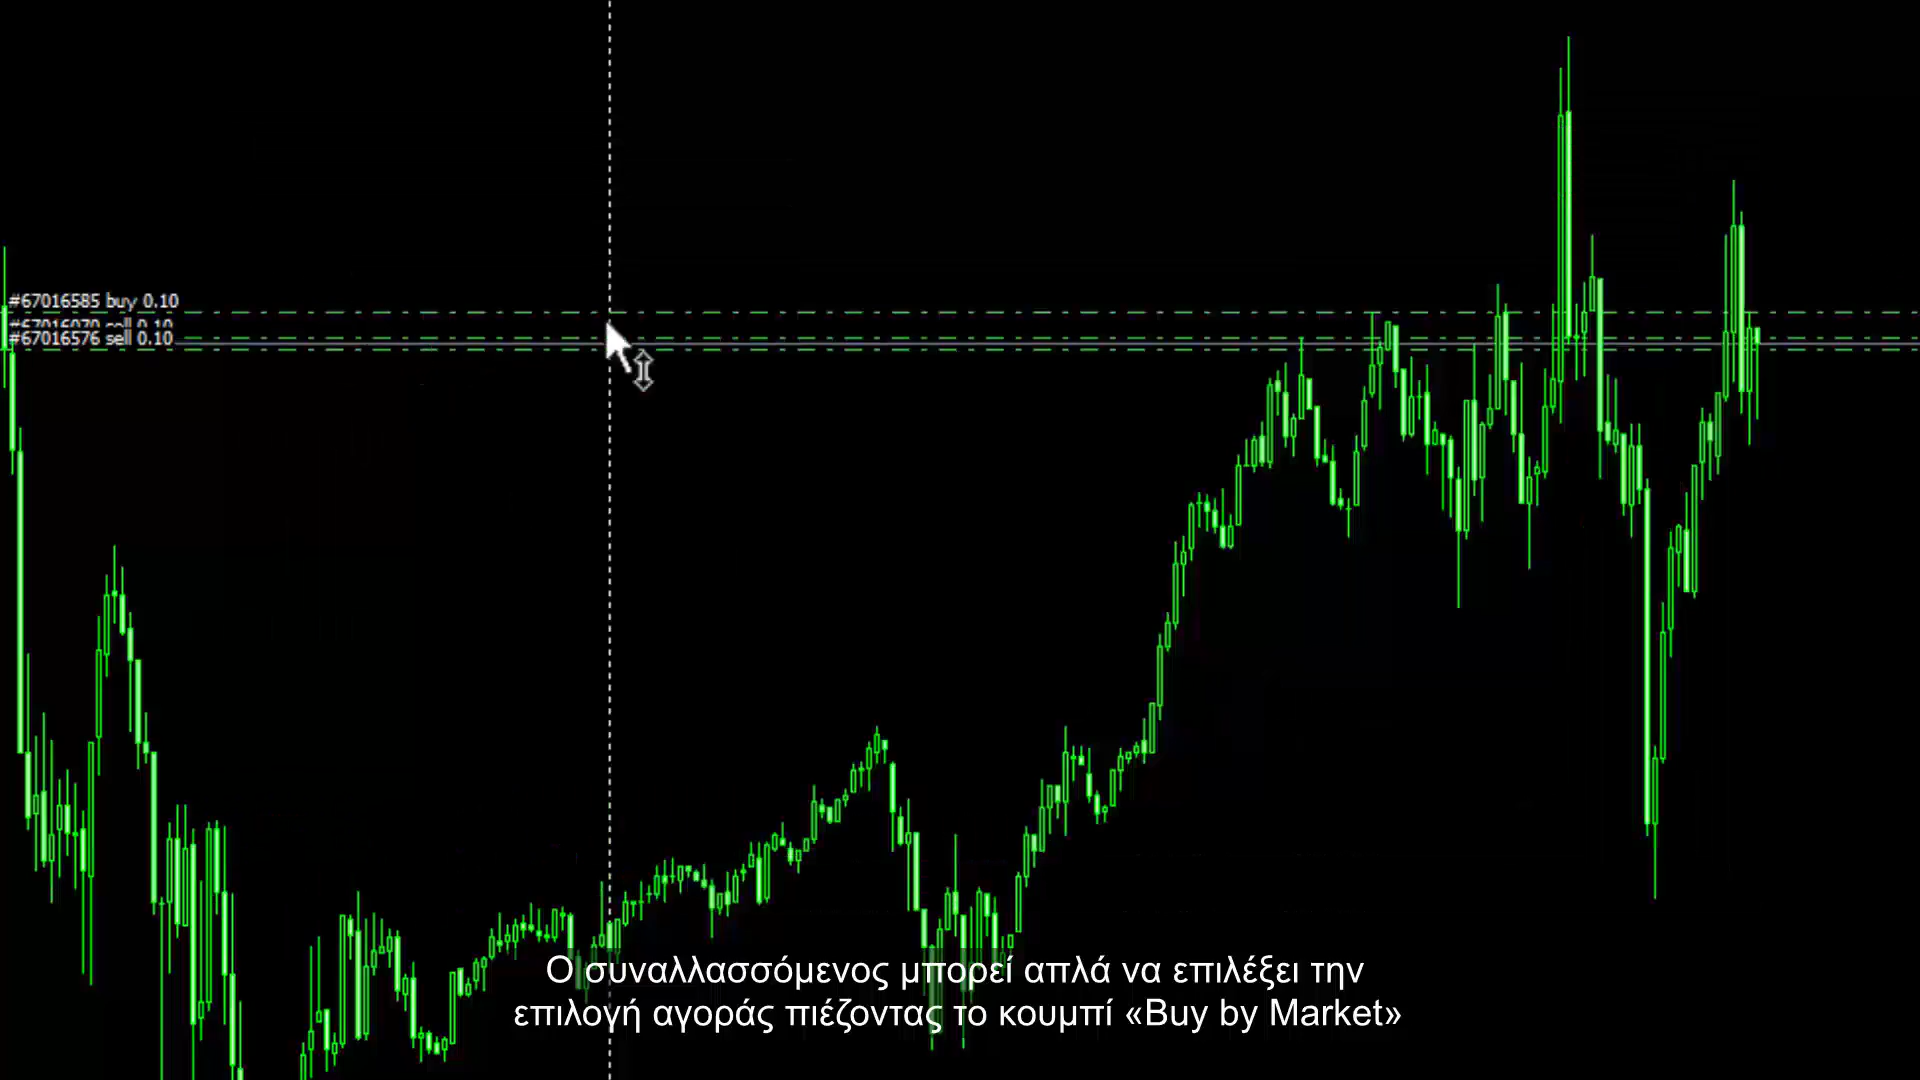 #67016585 buy 0.10
#67016576 sell 0.10
Ο συναλλασσόμενος μπορεί απλά να επιλέξει την
επιλογή αγοράς πιέζοντας το κουμπί «Buy by Market»